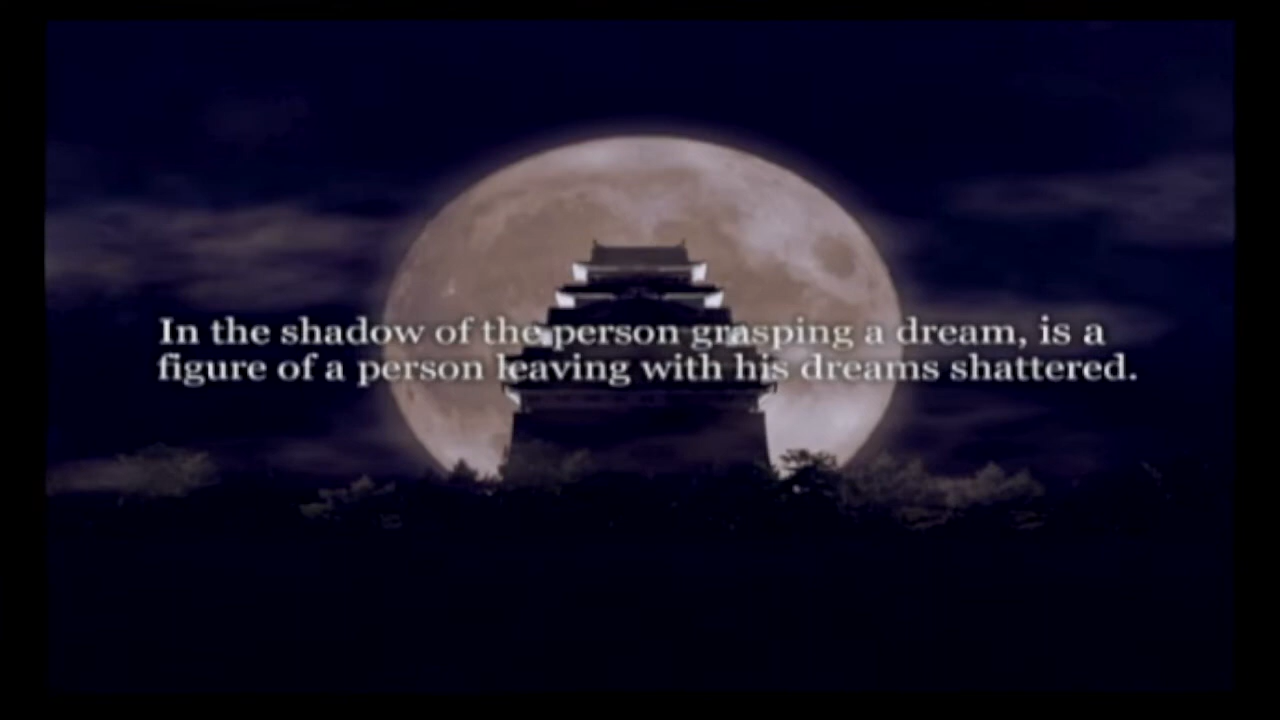 In the shadow of the person grasping a dream, is a
figure of a person leaving with his dreams shattered.